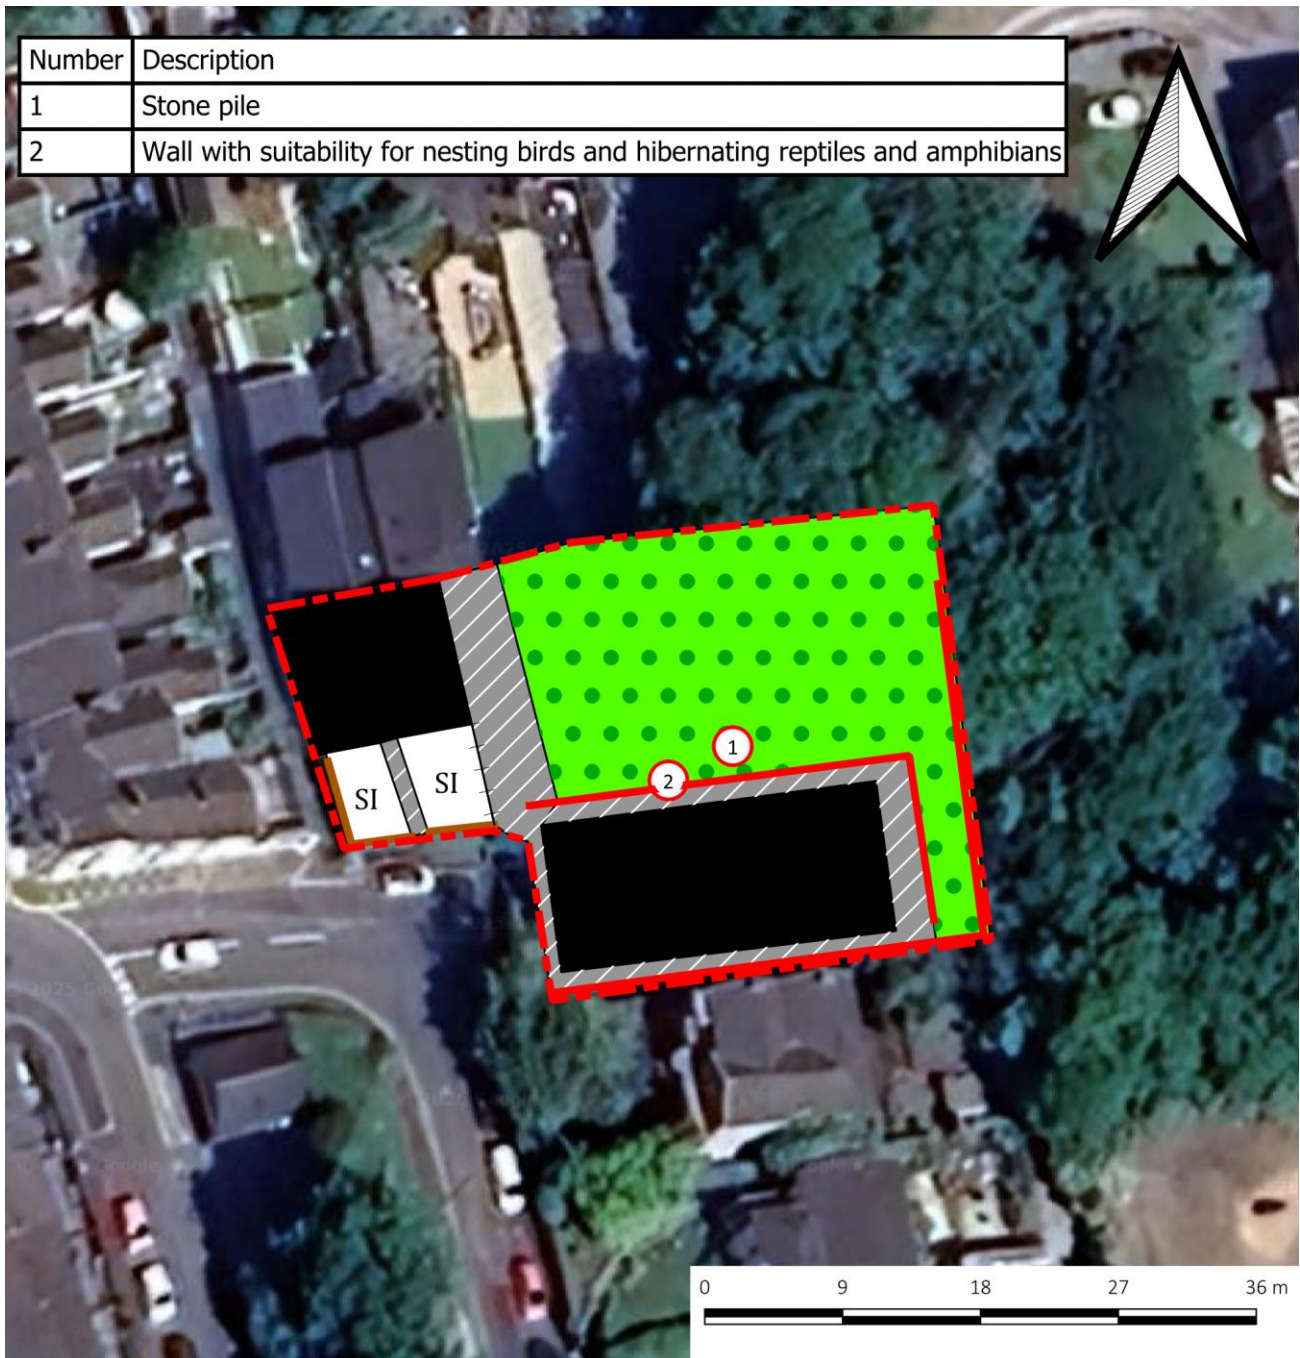 Number Description
1 Stone pile
2 Wall with suitability for nesting birds and hibernating reptiles and amphibians
1
2
SI SI
0 9 18 27 36 m